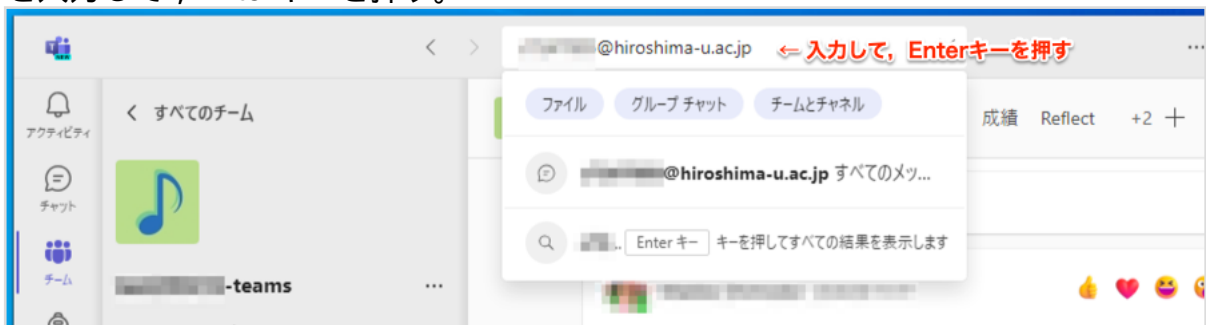 を入力して, Enterキーを押す。
NEW
@hiroshima-u.ac.jp ← 入力して, Enterキーを押す
アクティビティ
すべてのチーム
ファイル グループ チャット チームとチャネル
成績 Reflect +2
チャット
@hiroshima-u.ac.jp すべてのメッ...
.. Enter キー キーを押してすべての結果を表示します
チーム
-teams